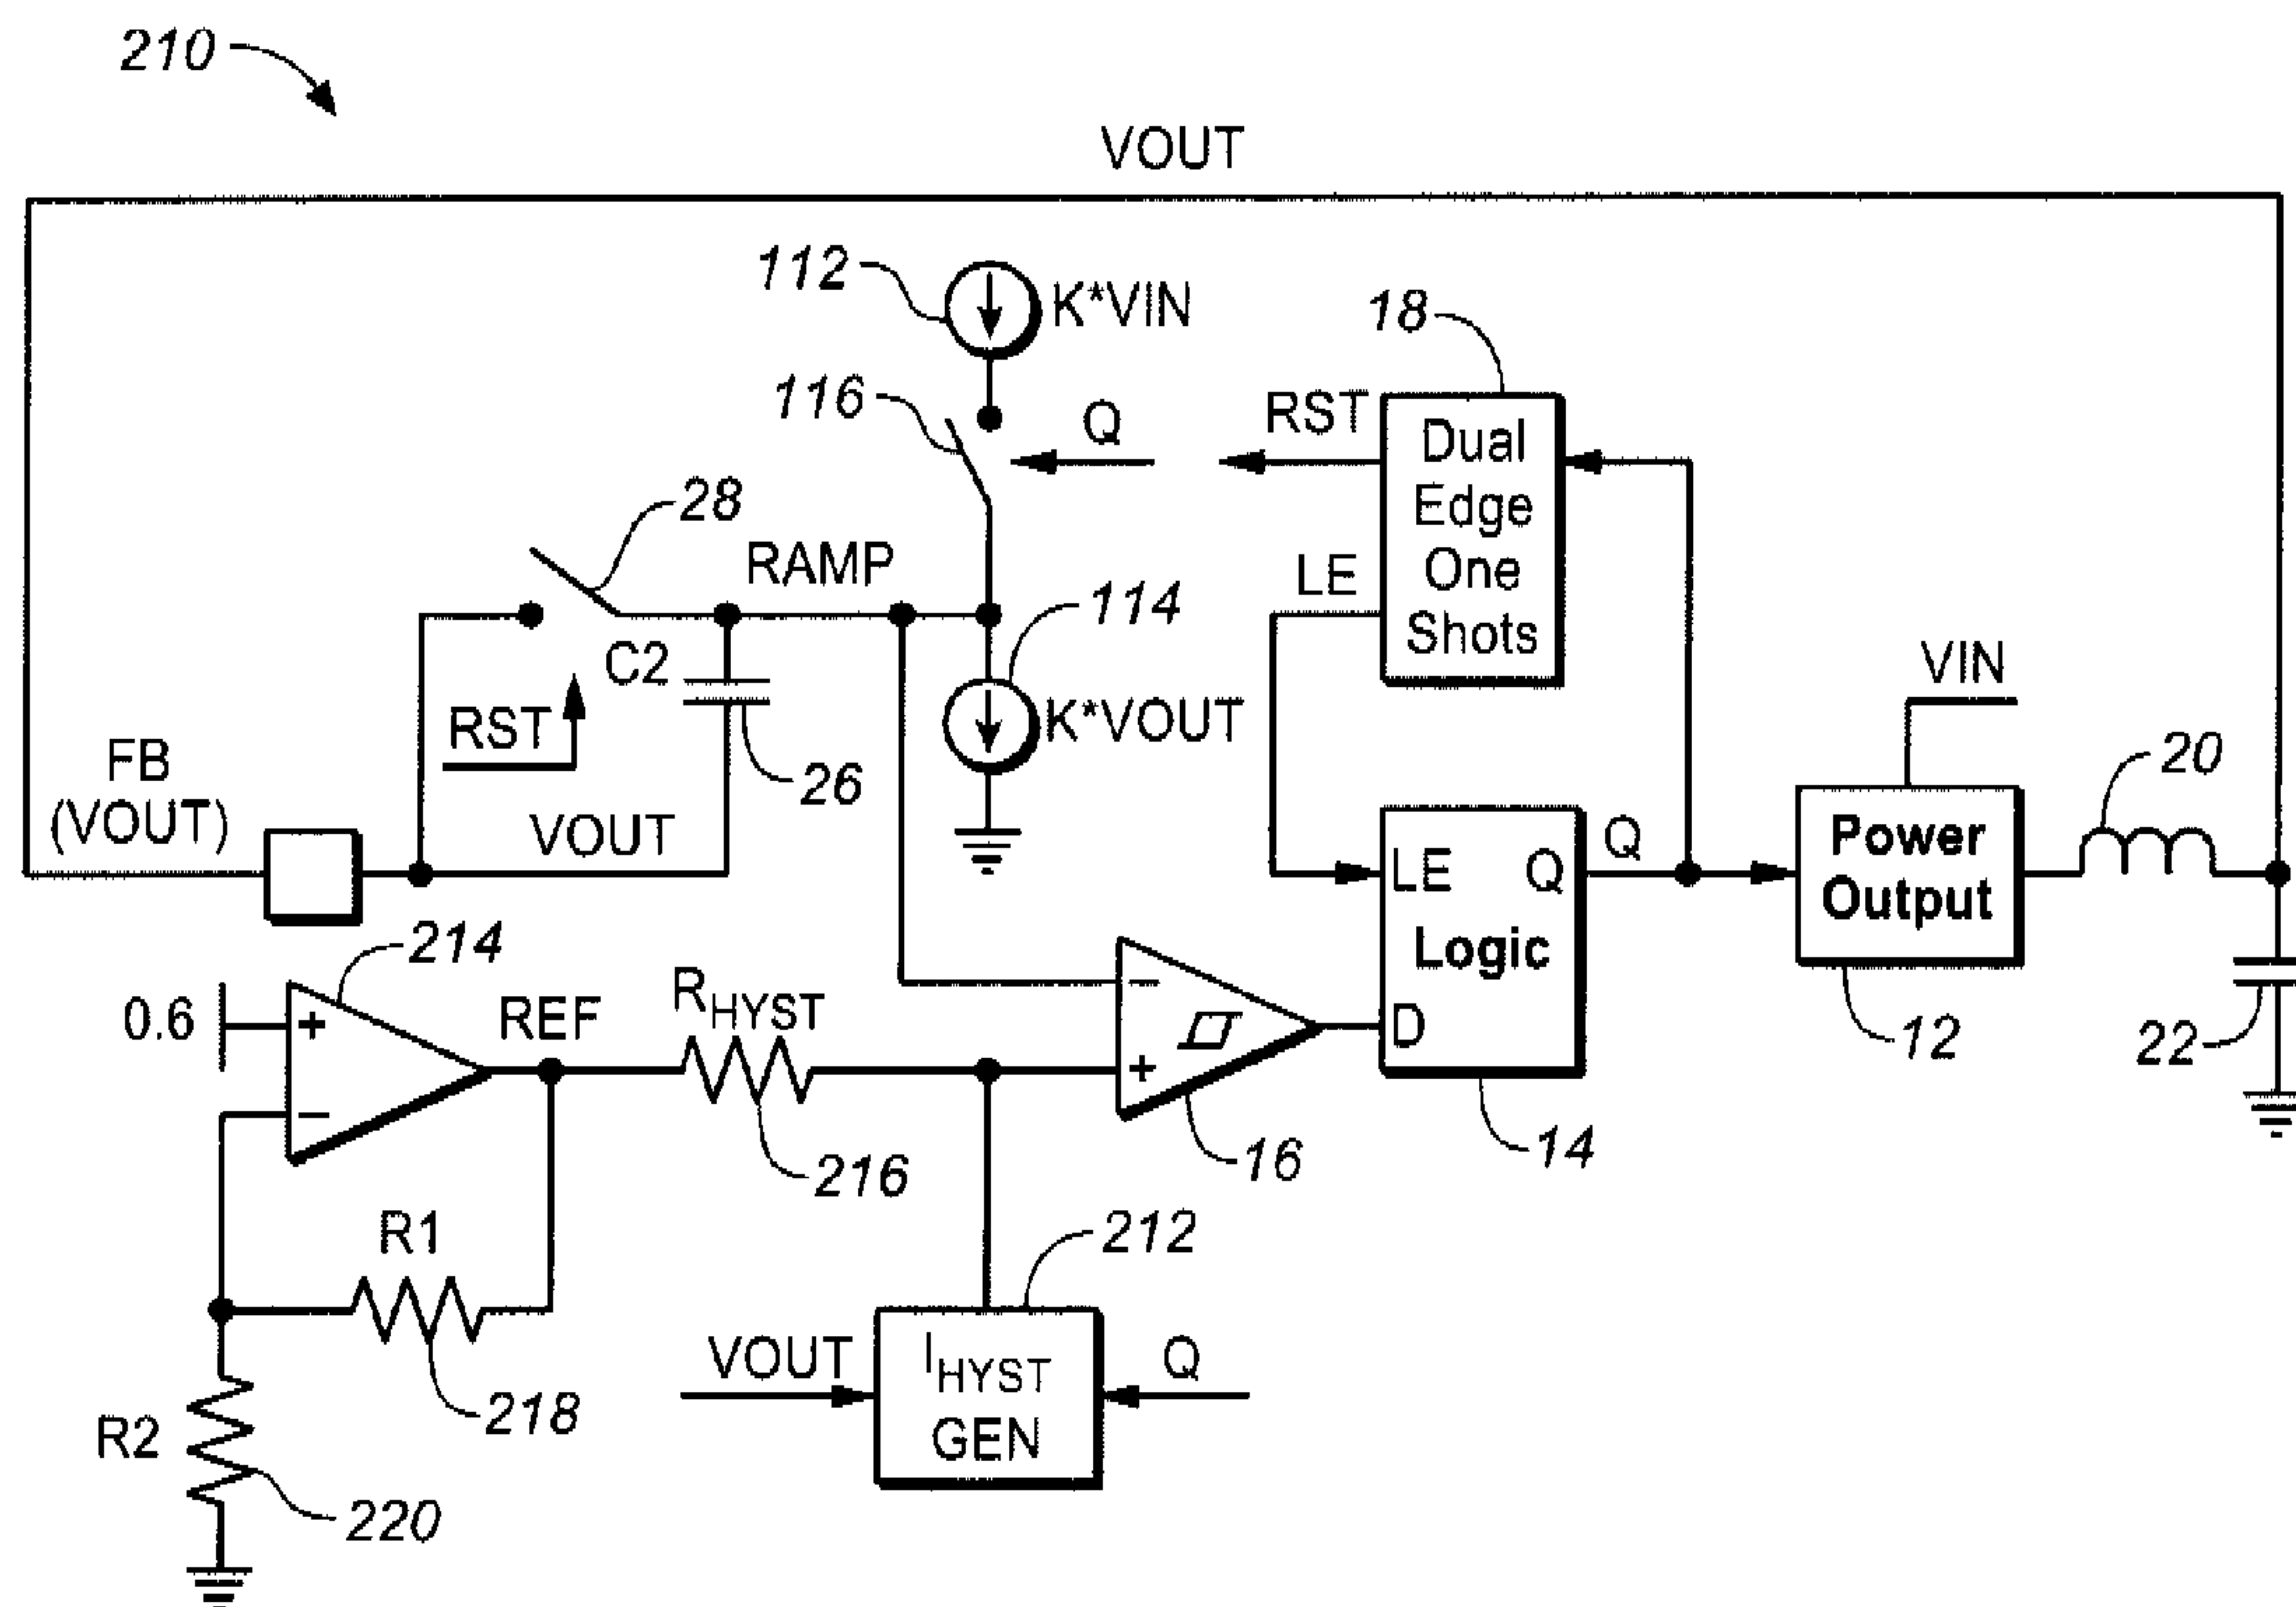 210
VOUT
112
K*VIN
18
116
Q
RST
Dual
Edge
One
Shots
28
RAMP
LE
114
C2
VIN
RST
K*VOUT
20
FB
(VOUT)
26
VOUT
Q
Power
Output
LE
Q
214
Logic
0.6
+
REF
RHYST
−
D
12
22
−
+
216
16
14
R1
212
VOUT
IHYST
GEN
Q
R2
218
220